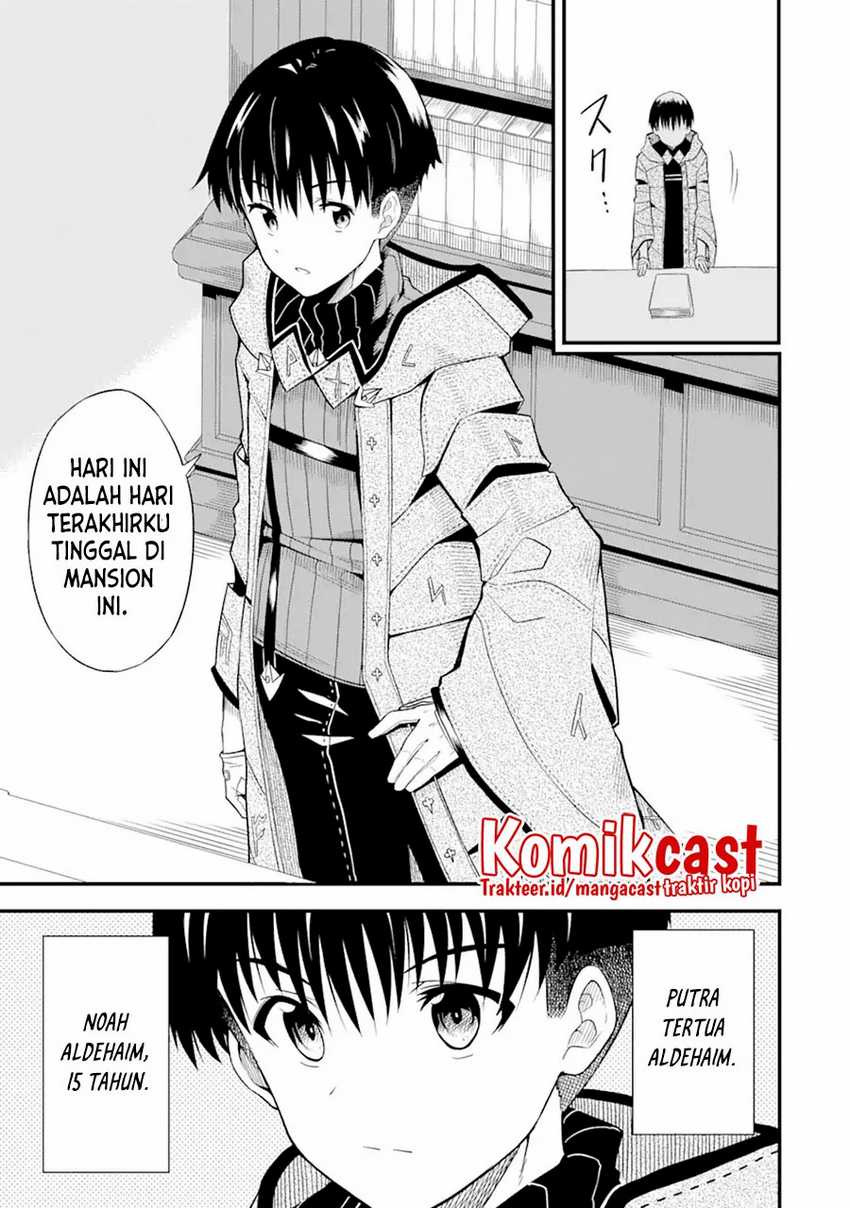 スク…
HARI INI
ADALAH HARI
TERAKHIRKU
TINGGAL DI
MANSION
INI.
Komikcast
Trakteer.id/mangacast traktir kopi
PUTRA
TERTUA
ALDEHAIM.
NOAH
ALDEHAIM,
15 TAHUN.